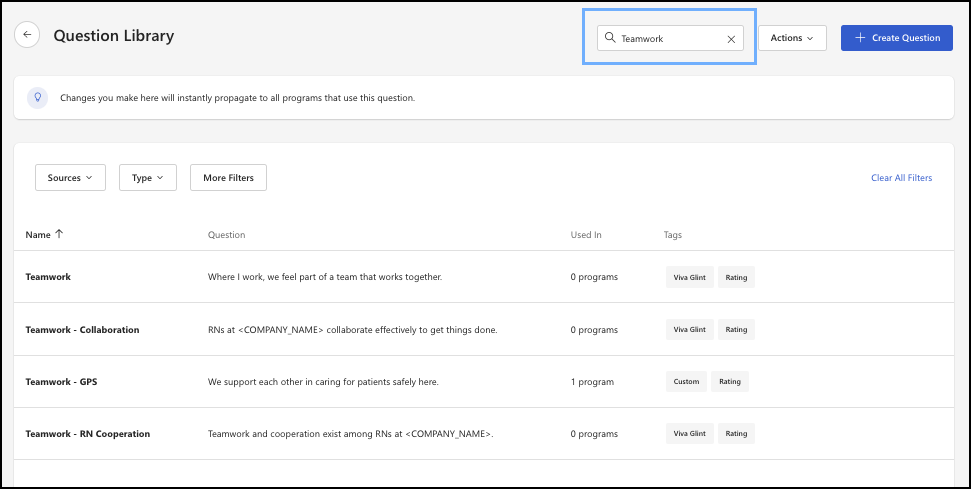 Question Library
Teamwork
Actions
Create Question
Changes you make here will instantly propagate to all programs that use this question.
Sources
Type
More Filters
Clear All Filters
Name Question Used In Tags
Teamwork Where I work, we feel part of a team that works together. 0 programs Viva Glint Rating
Teamwork - Collaboration RNs at <COMPANY_NAME> collaborate effectively to get things done. 0 programs Viva Glint Rating
Teamwork - GPS We support each other in caring for patients safely here. 1 program Custom Rating
Teamwork - RN Cooperation Teamwork and cooperation exist among RNs at <COMPANY_NAME>. 0 programs Viva Glint Rating